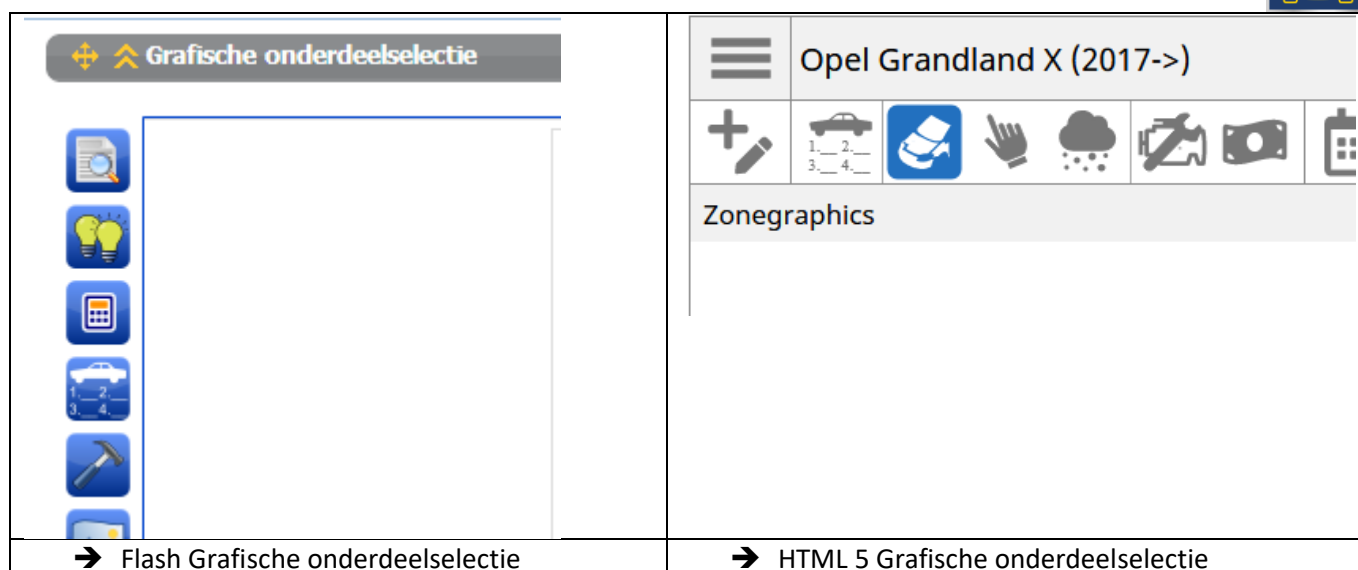 Grafische onderdeelselectie
1.__ 2.__
3.__ 4.__
➔ Flash Grafische onderdeelselectie
Opel Grandland X (2017->)
1.__ 2.__
3.__ 4.__
Zonegraphics
➔ HTML 5 Grafische onderdeelselectie